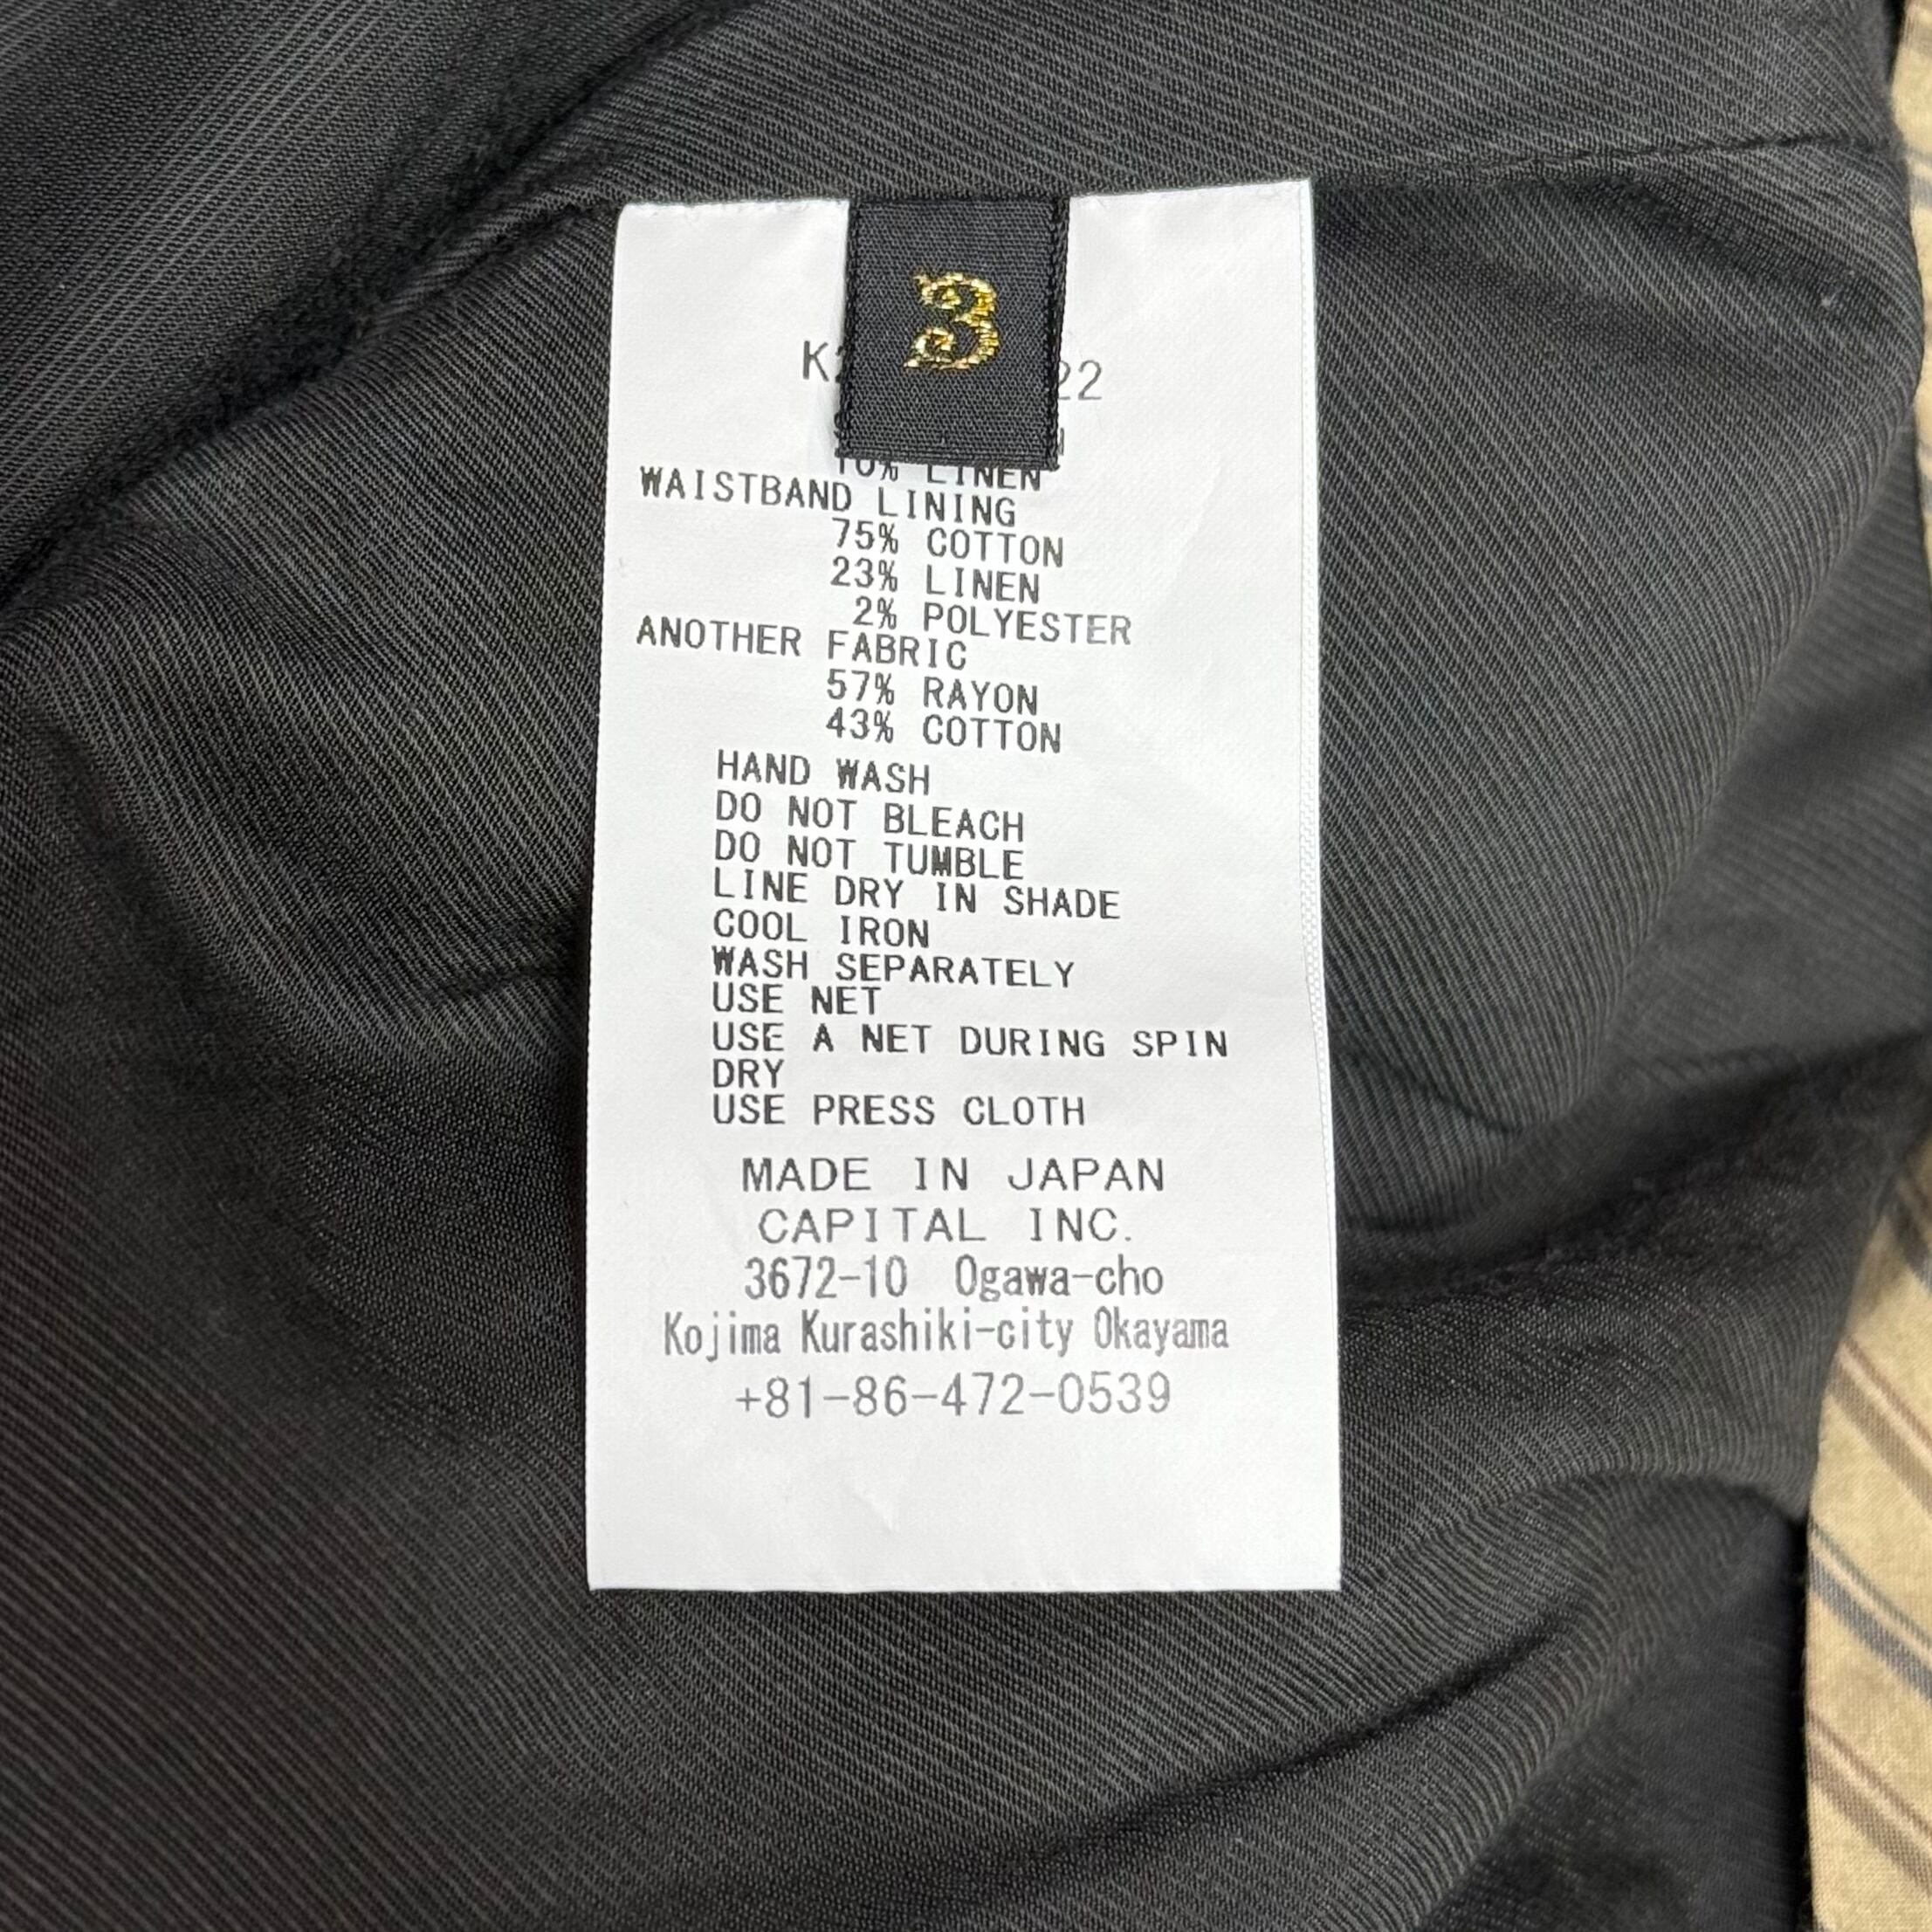 3
22
10% LINEN
WAISTBAND LINING
75% COTTON
23% LINEN
2% POLYESTER
ANOTHER FABRIC
57% RAYON
43% COTTON
HAND WASH
DO NOT BLEACH
DO NOT TUMBLE
LINE DRY IN SHADE
COOL IRON
WASH SEPARATELY
USE NET
USE A NET DURING SPIN
DRY
USE PRESS CLOTH
MADE IN JAPAN
CAPITAL INC.
3672-10 Ogawa-cho
Kojima Kurashiki-city Okayama
+81-86-472-0539